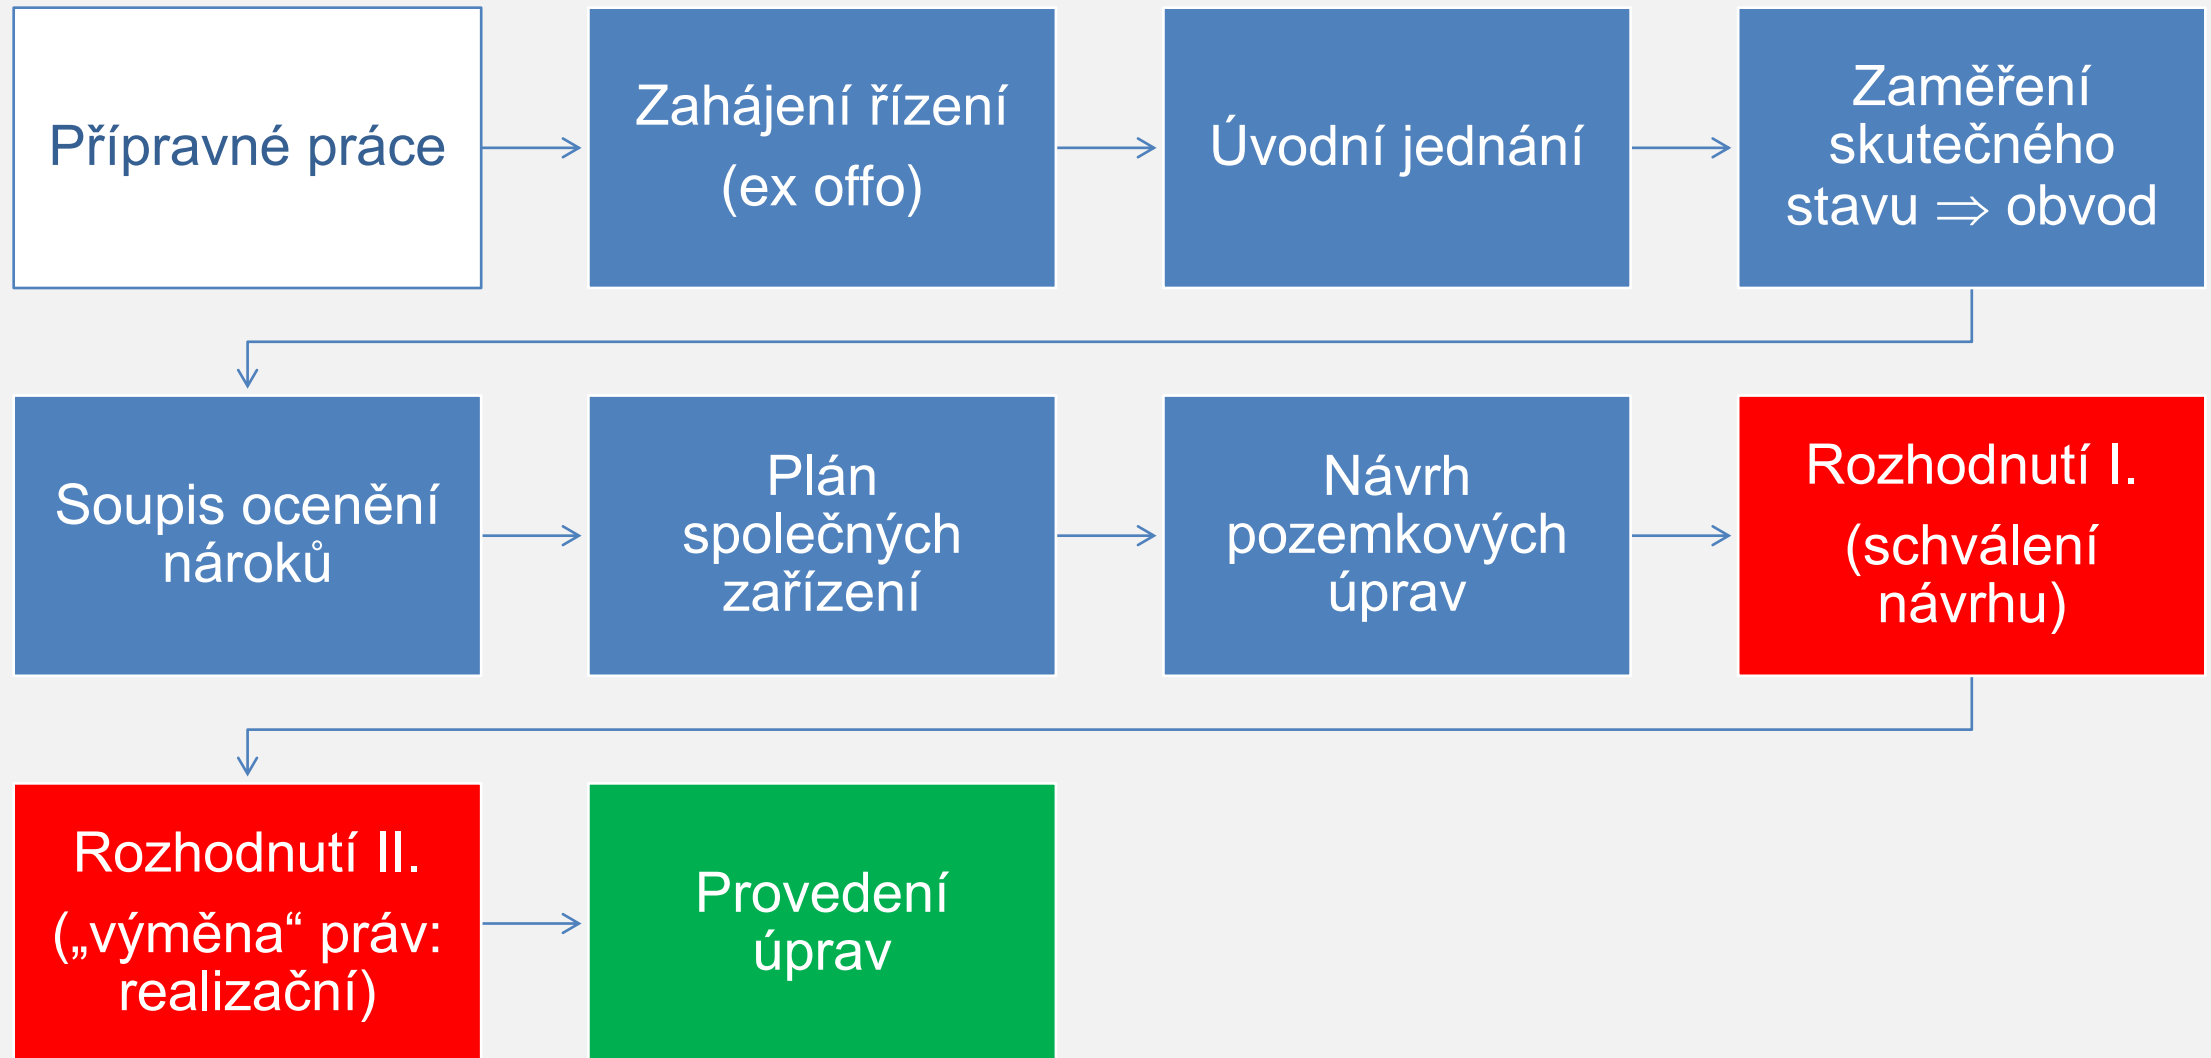 Přípravné práce
Zahájení řízení
(ex offo)
Úvodní jednání
Zaměření
skutečného
stavu ⇒ obvod
Soupis ocenění
nároků
Plán
společných
zařízení
Návrh
pozemkových
úprav
Rozhodnutí I.
(schválení
návrhu)
Rozhodnutí II.
(„výměna“ práv:
realizační)
Provedení
úprav